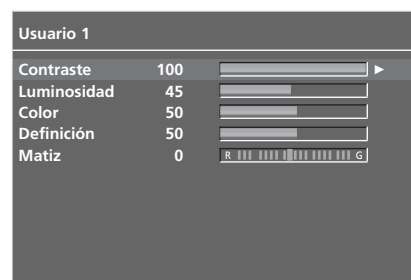 Usuario 1
Contraste 100
Luminosidad 45
Color 50
Definición 50
Matiz 0 R G